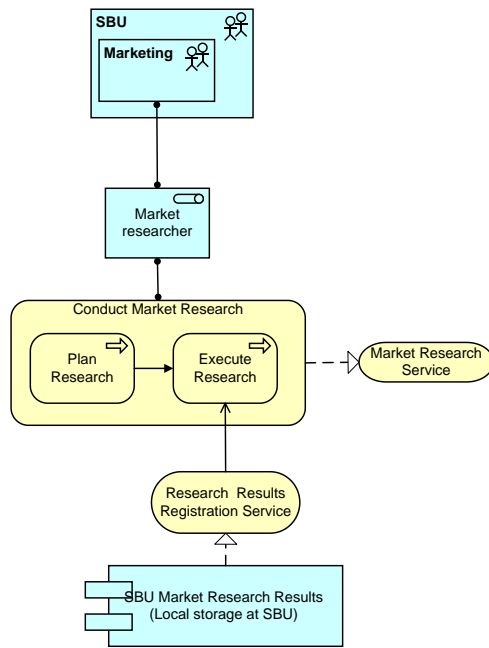 SBU
Marketing
Market
researcher
Conduct Market Research
Plan
Research
Execute
Research
Market Research
Service
Research Results
Registration Service
SBU Market Research Results
(Local storage at SBU)